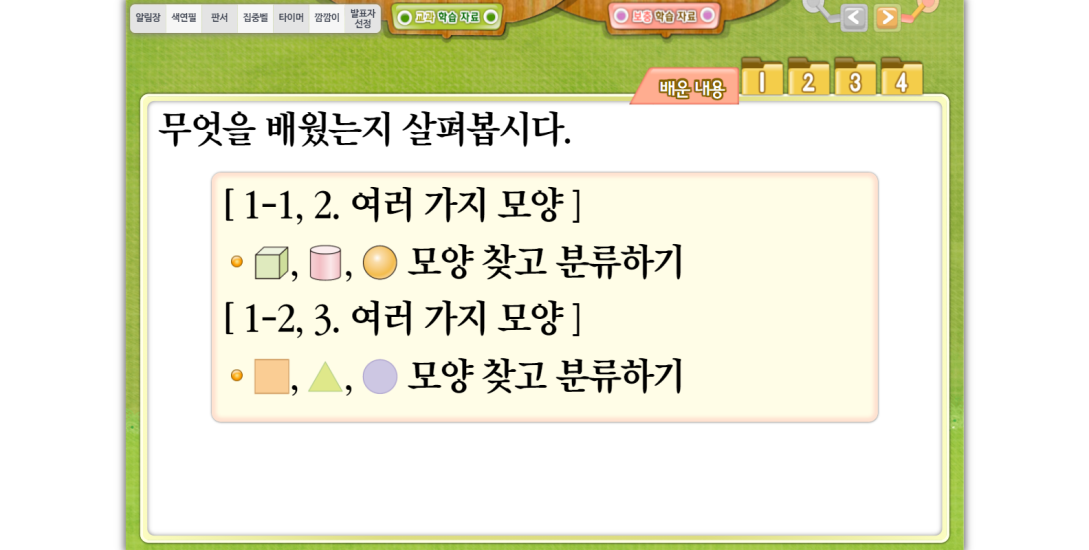 알림장 색연필 판서 집중벨 타이머 깜깜이 발표자 선정
교과 학습 자료
보충 학습 자료
배운 내용 1 2 3 4
무엇을 배웠는지 살펴봅시다.
[ 1-1, 2. 여러 가지 모양 ]
, , 모양 찾고 분류하기
[ 1-2, 3. 여러 가지 모양 ]
, , 모양 찾고 분류하기